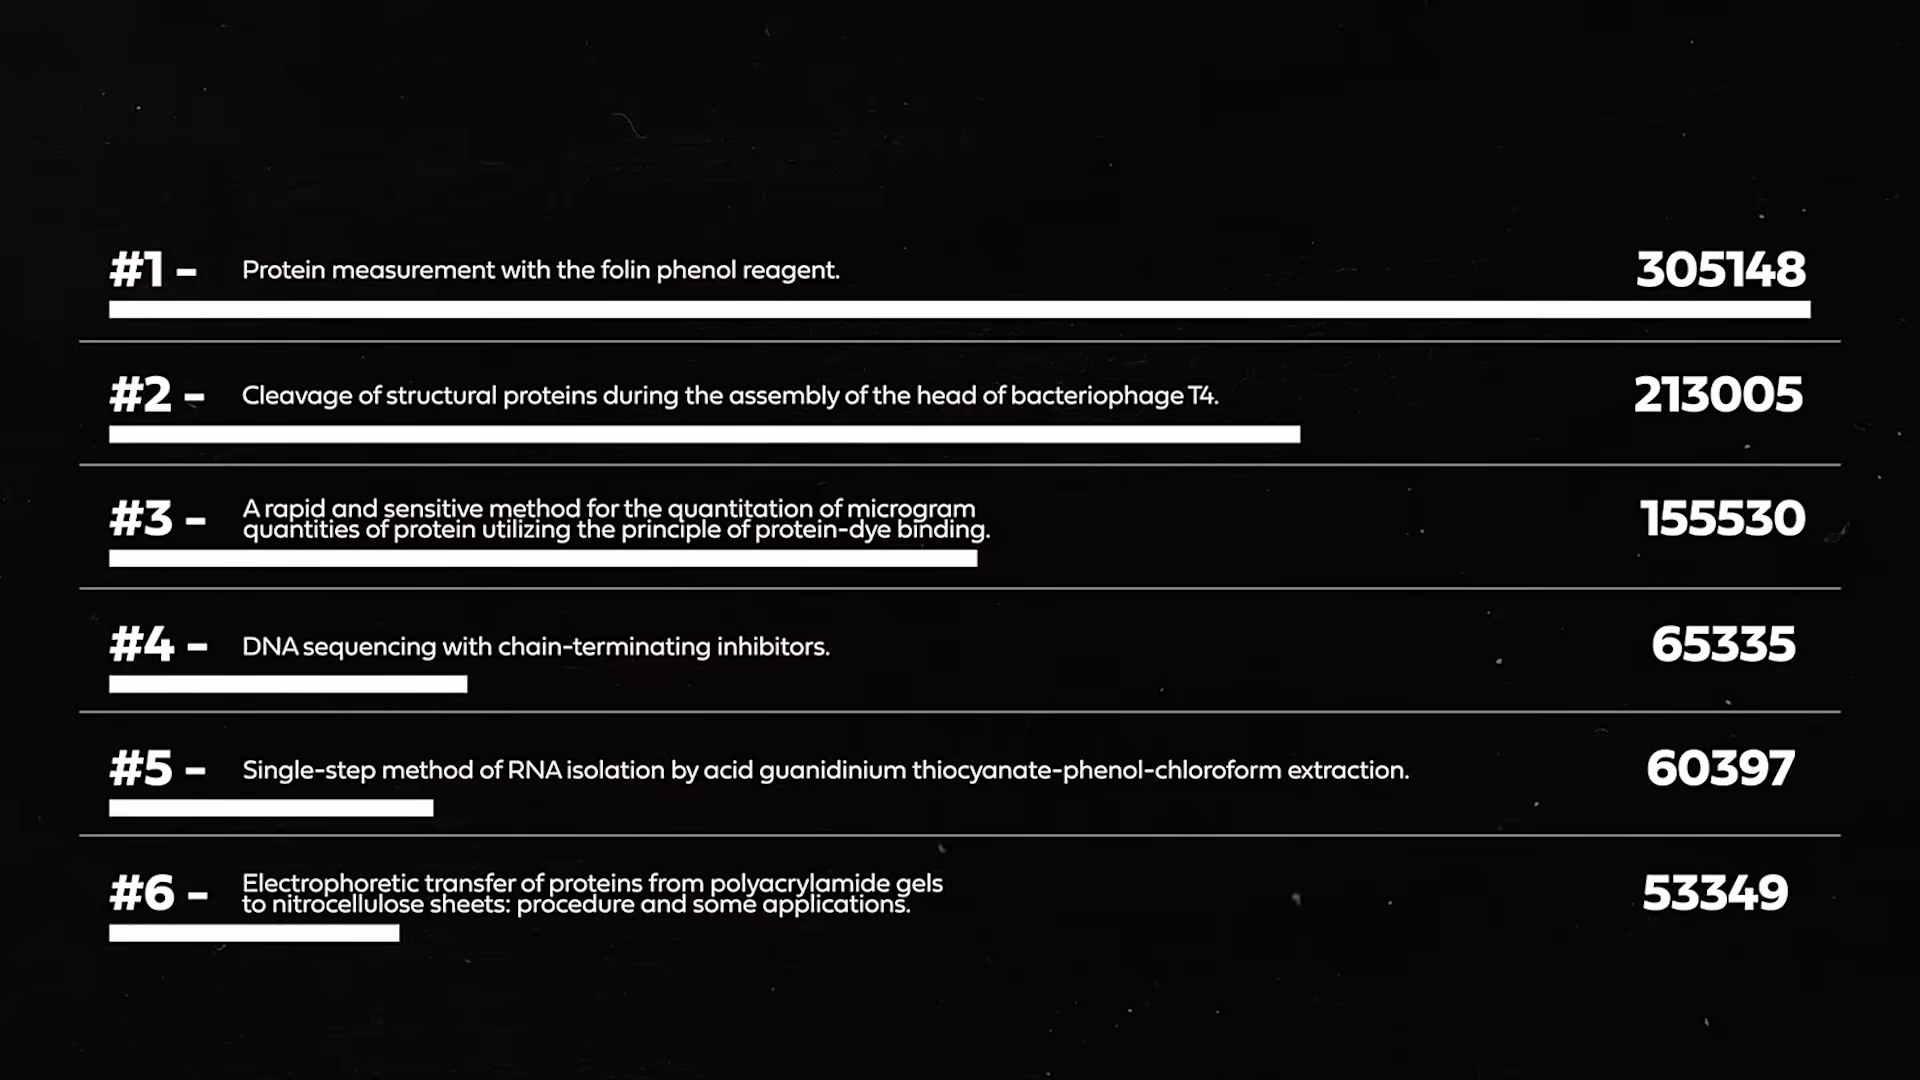 #1 – Protein measurement with the folin phenol reagent. 305148
#2 – Cleavage of structural proteins during the assembly of the head of bacteriophage T4. 213005
#3 – A rapid and sensitive method for the quantitation of microgram
quantities of protein utilizing the principle of protein-dye binding. 155530
#4 – DNA sequencing with chain-terminating inhibitors. 65335
#5 – Single-step method of RNA isolation by acid guanidinium thiocyanate-phenol-chloroform extraction. 60397
#6 – Electrophoretic transfer of proteins from polyacrylamide gels
to nitrocellulose sheets: procedure and some applications. 53349